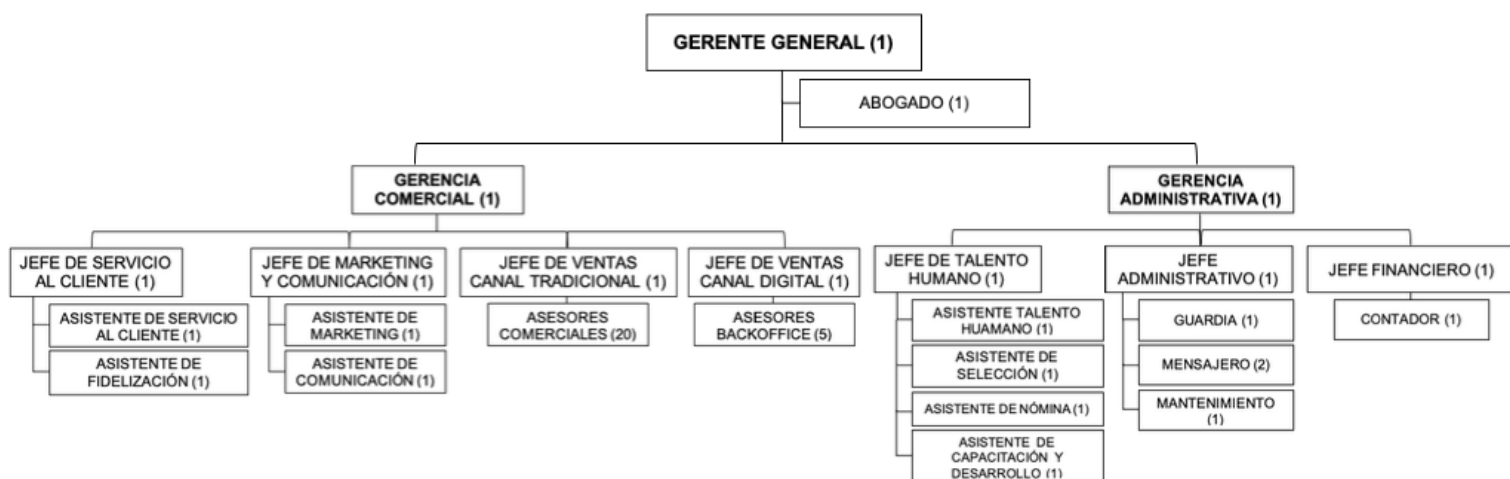 GERENTE GENERAL (1)
ABOGADO (1)
GERENCIA
COMERCIAL (1)
GERENCIA
ADMINISTRATIVA (1)
JEFE DE SERVICIO
AL CLIENTE (1)
JEFE DE MARKETING
Y COMUNICACIÓN (1)
JEFE DE VENTAS
CANAL TRADICIONAL (1)
JEFE DE VENTAS
CANAL DIGITAL (1)
JEFE DE TALENTO
HUMANO (1)
JEFE
ADMINISTRATIVO (1)
JEFE FINANCIERO (1)
ASISTENTE DE SERVICIO
AL CLIENTE (1)
ASISTENTE DE
FIDELIZACIÓN (1)
ASISTENTE DE
MARKETING (1)
ASISTENTE DE
COMUNICACIÓN (1)
ASESORES
COMERCIALES (20)
ASESORES
BACKOFFICE (5)
ASISTENTE TALENTO
HUAMANO (1)
ASISTENTE DE
SELECCIÓN (1)
ASISTENTE DE NÓMINA (1)
ASISTENTE DE
CAPACITACIÓN Y
DESARROLLO (1)
GUARDIA (1)
MENSAJERO (2)
MANTENIMIENTO
(1)
CONTADOR (1)